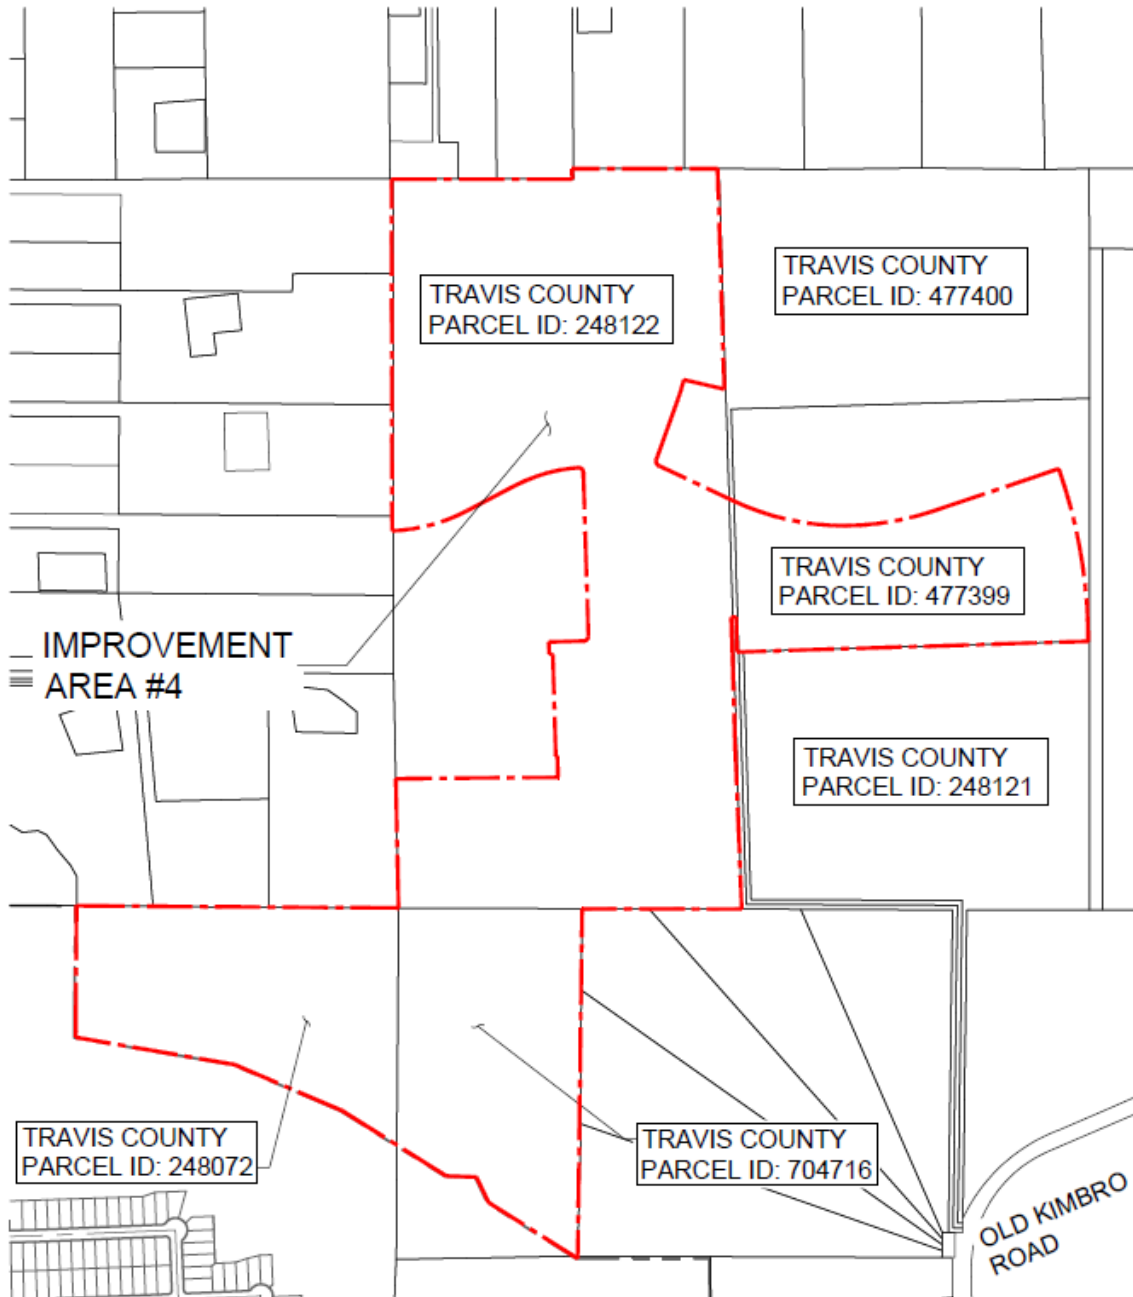 TRAVIS COUNTY
PARCEL ID: 477400
TRAVIS COUNTY
PARCEL ID: 248122
TRAVIS COUNTY
PARCEL ID: 477399
IMPROVEMENT
AREA #4
TRAVIS COUNTY
PARCEL ID: 248121
TRAVIS COUNTY
PARCEL ID: 248072
TRAVIS COUNTY
PARCEL ID: 704716
OLD KIMBRO
ROAD